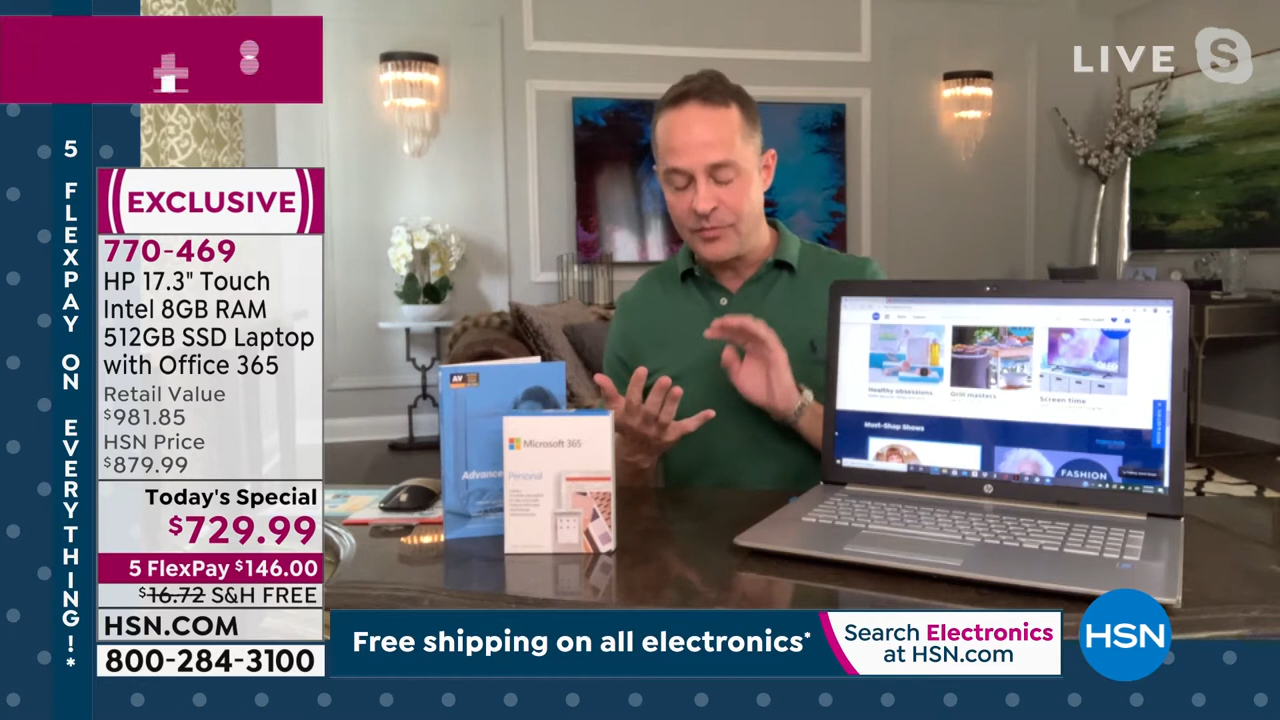 LIVE S
5 FLEXPAY ON EVERYTHING!*
EXCLUSIVE
770-469
HP 17.3" Touch
Intel 8GB RAM
512GB SSD Laptop
with Office 365
Retail Value
$981.85
HSN Price
$879.99
Today's Special
$729.99
5 FlexPay $146.00
$16.72 S&H FREE
HSN.COM
800-284-3100
AV
Advance
Microsoft 365
Personal
Healthy obsessions
Grill masters
Screen time
Must-Shop Shows
FASHION
hp
Free shipping on all electronics*
Search Electronics
at HSN.com
HSN